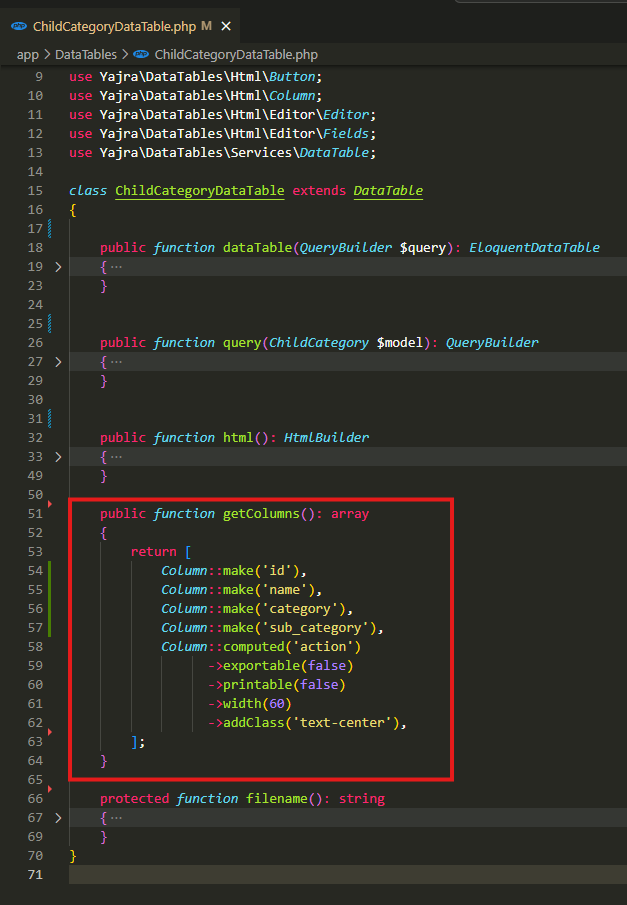 php ChildCategoryDataTable.php M ×
app > DataTables > php ChildCategoryDataTable.php
9 use Yajra\DataTables\Html\Button;
10 use Yajra\DataTables\Html\Column;
11 use Yajra\DataTables\Html\Editor\Editor;
12 use Yajra\DataTables\Html\Editor\Fields;
13 use Yajra\DataTables\Services\DataTable;
14
15 class ChildCategoryDataTable extends DataTable
16 {
17
18     public function dataTable(QueryBuilder $query): EloquentDataTable
19 >   { ···
23     }
24
25
26     public function query(ChildCategory $model): QueryBuilder
27 >   { ···
29     }
30
31
32     public function html(): HtmlBuilder
33 >   { ···
49     }
50
51     public function getColumns(): array
52     {
53         return [
54             Column::make('id'),
55             Column::make('name'),
56             Column::make('category'),
57             Column::make('sub_category'),
58             Column::computed('action')
59                   ->exportable(false)
60                   ->printable(false)
61                   ->width(60)
62                   ->addClass('text-center'),
63         ];
64     }
65
66     protected function filename(): string
67 >   { ···
69     }
70 }
71